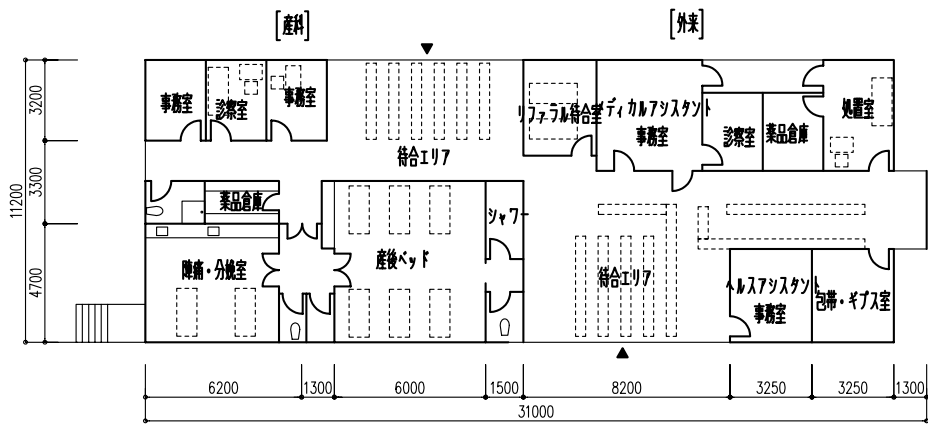 [産科]
[外来]
事務室
診察室
事務室
待合エリア
リファラル待合室
メディカルアシスタント
事務室
診察室
薬品倉庫
処置室
薬品倉庫
シャワー
陣痛・分娩室
産後ベッド
待合エリア
ヘルスアシスタント
事務室
包帯・ギプス室
3200
3300
4700
11200
6200
1300
6000
1500
8200
3250
3250
1300
31000